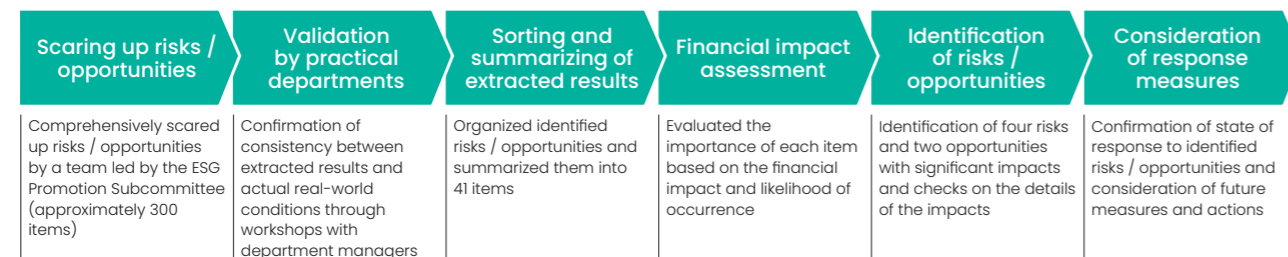 Scaring up risks /
opportunities
Validation
by practical
departments
Sorting and
summarizing of
extracted results
Financial impact
assessment
Identification
of risks /
opportunities
Consideration
of response
measures
Comprehensively scared
up risks / opportunities
by a team led by the ESG
Promotion Subcommittee
(approximately 300
items)
Confirmation of
consistency between
extracted results and
actual real-world
conditions through
workshops with
department managers
Organized identified
risks / opportunities and
summarized them into
41 items
Evaluated the
importance of each item
based on the financial
impact and likelihood of
occurrence
Identification of four risks
and two opportunities
with significant impacts
and checks on the details
of the impacts
Confirmation of state of
response to identified
risks / opportunities and
consideration of future
measures and actions